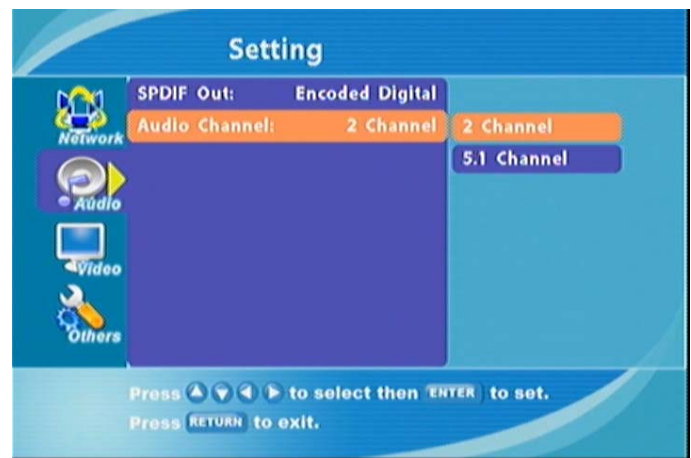 Setting
Network
Audio
Video
Others
SPDIF Out: Encoded Digital
Audio Channel: 2 Channel
2 Channel
5.1 Channel
Press to select then ENTER to set.
Press RETURN to exit.